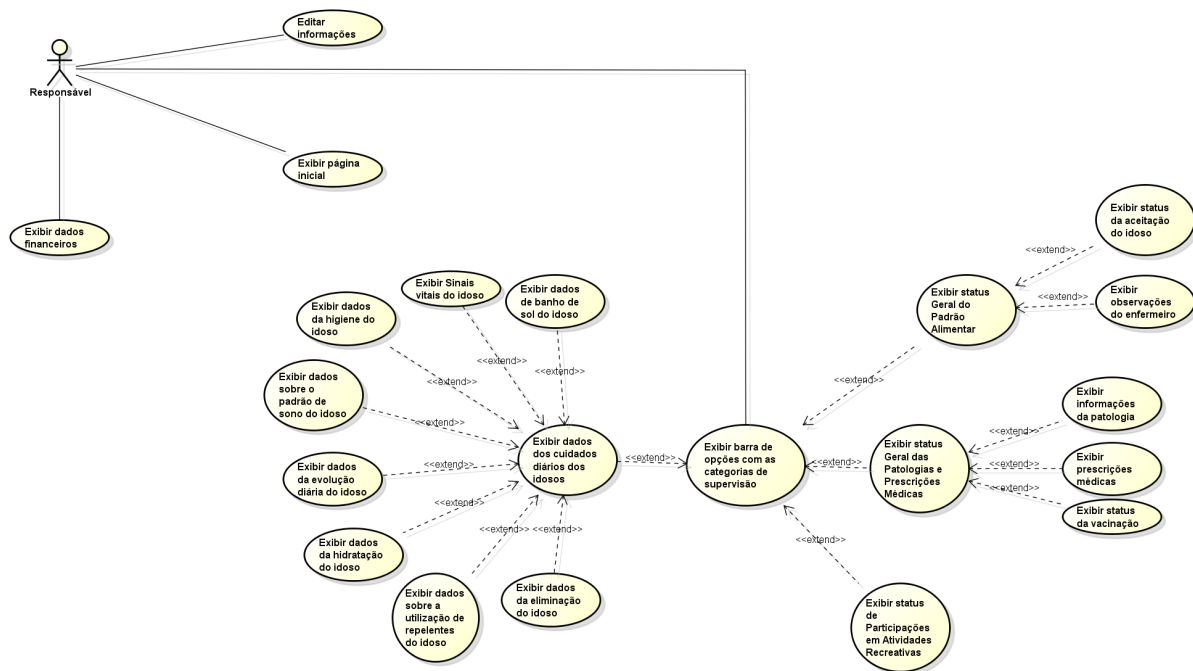 Editar
informações
Responsável
Exibir página
inicial
Exibir dados
financeiros
Exibir status
da aceitação
do idoso
<<extend>>
Exibir status
Geral do
Padrão
Alimentar
<<extend>>
Exibir
observações
do enfermeiro
Exibir Sinais
vitais do idoso
Exibir dados
de banho de
sol do idoso
Exibir dados
da higiene do
idoso
<<extend>>
<<extend>>
<<extend>>
<<extend>>
Exibir dados
sobre o
padrão de
sono do idoso
<<extend>>
Exibir
informações
da patologia
<<extend>>
Exibir dados
dos cuidados
diários dos
idosos
<<extend>>
Exibir barra de
opções com as
categorias de
supervisão
<<extend>>
Exibir status
Geral das
Patologias e
Prescrições
Médicas
<<extend>>
Exibir
prescrições
médicas
Exibir dados
da evolução
diária do idoso
<<extend>>
<<extend>>
Exibir status
da vacinação
<<extend>>
Exibir dados
da hidratação
do idoso
<<extend>>
<<extend>>
<<extend>>
Exibir dados
sobre a
utilização de
repelentes
do idoso
Exibir dados
da eliminação
do idoso
Exibir status
de
Participações
em Atividades
Recreativas